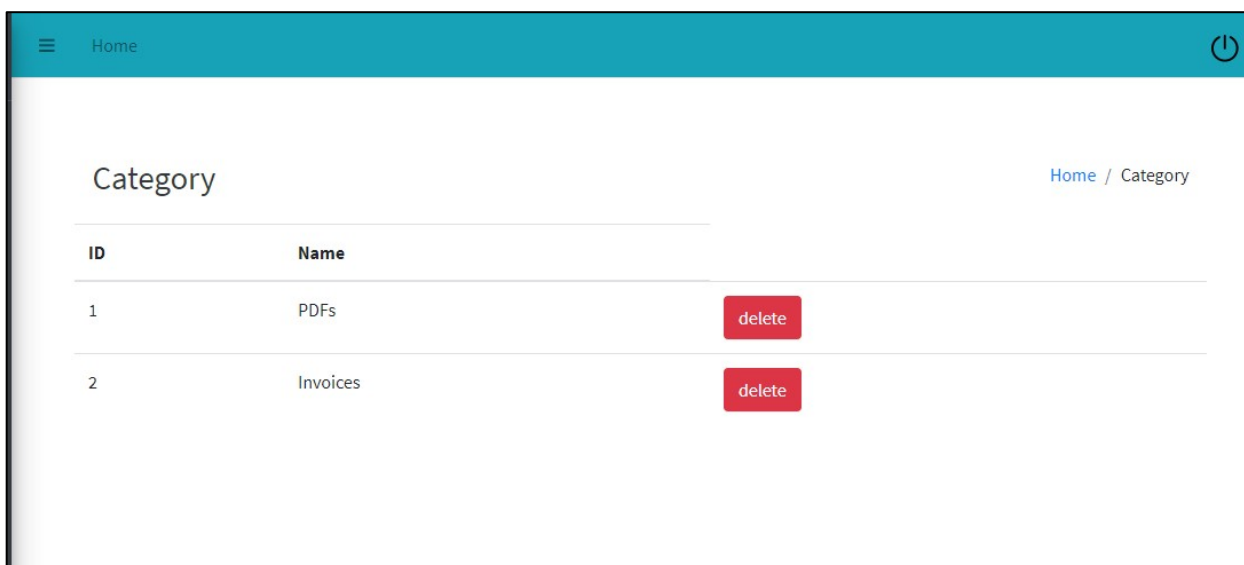 Home
Category
Home / Category
ID Name
1 PDFs delete
2 Invoices delete